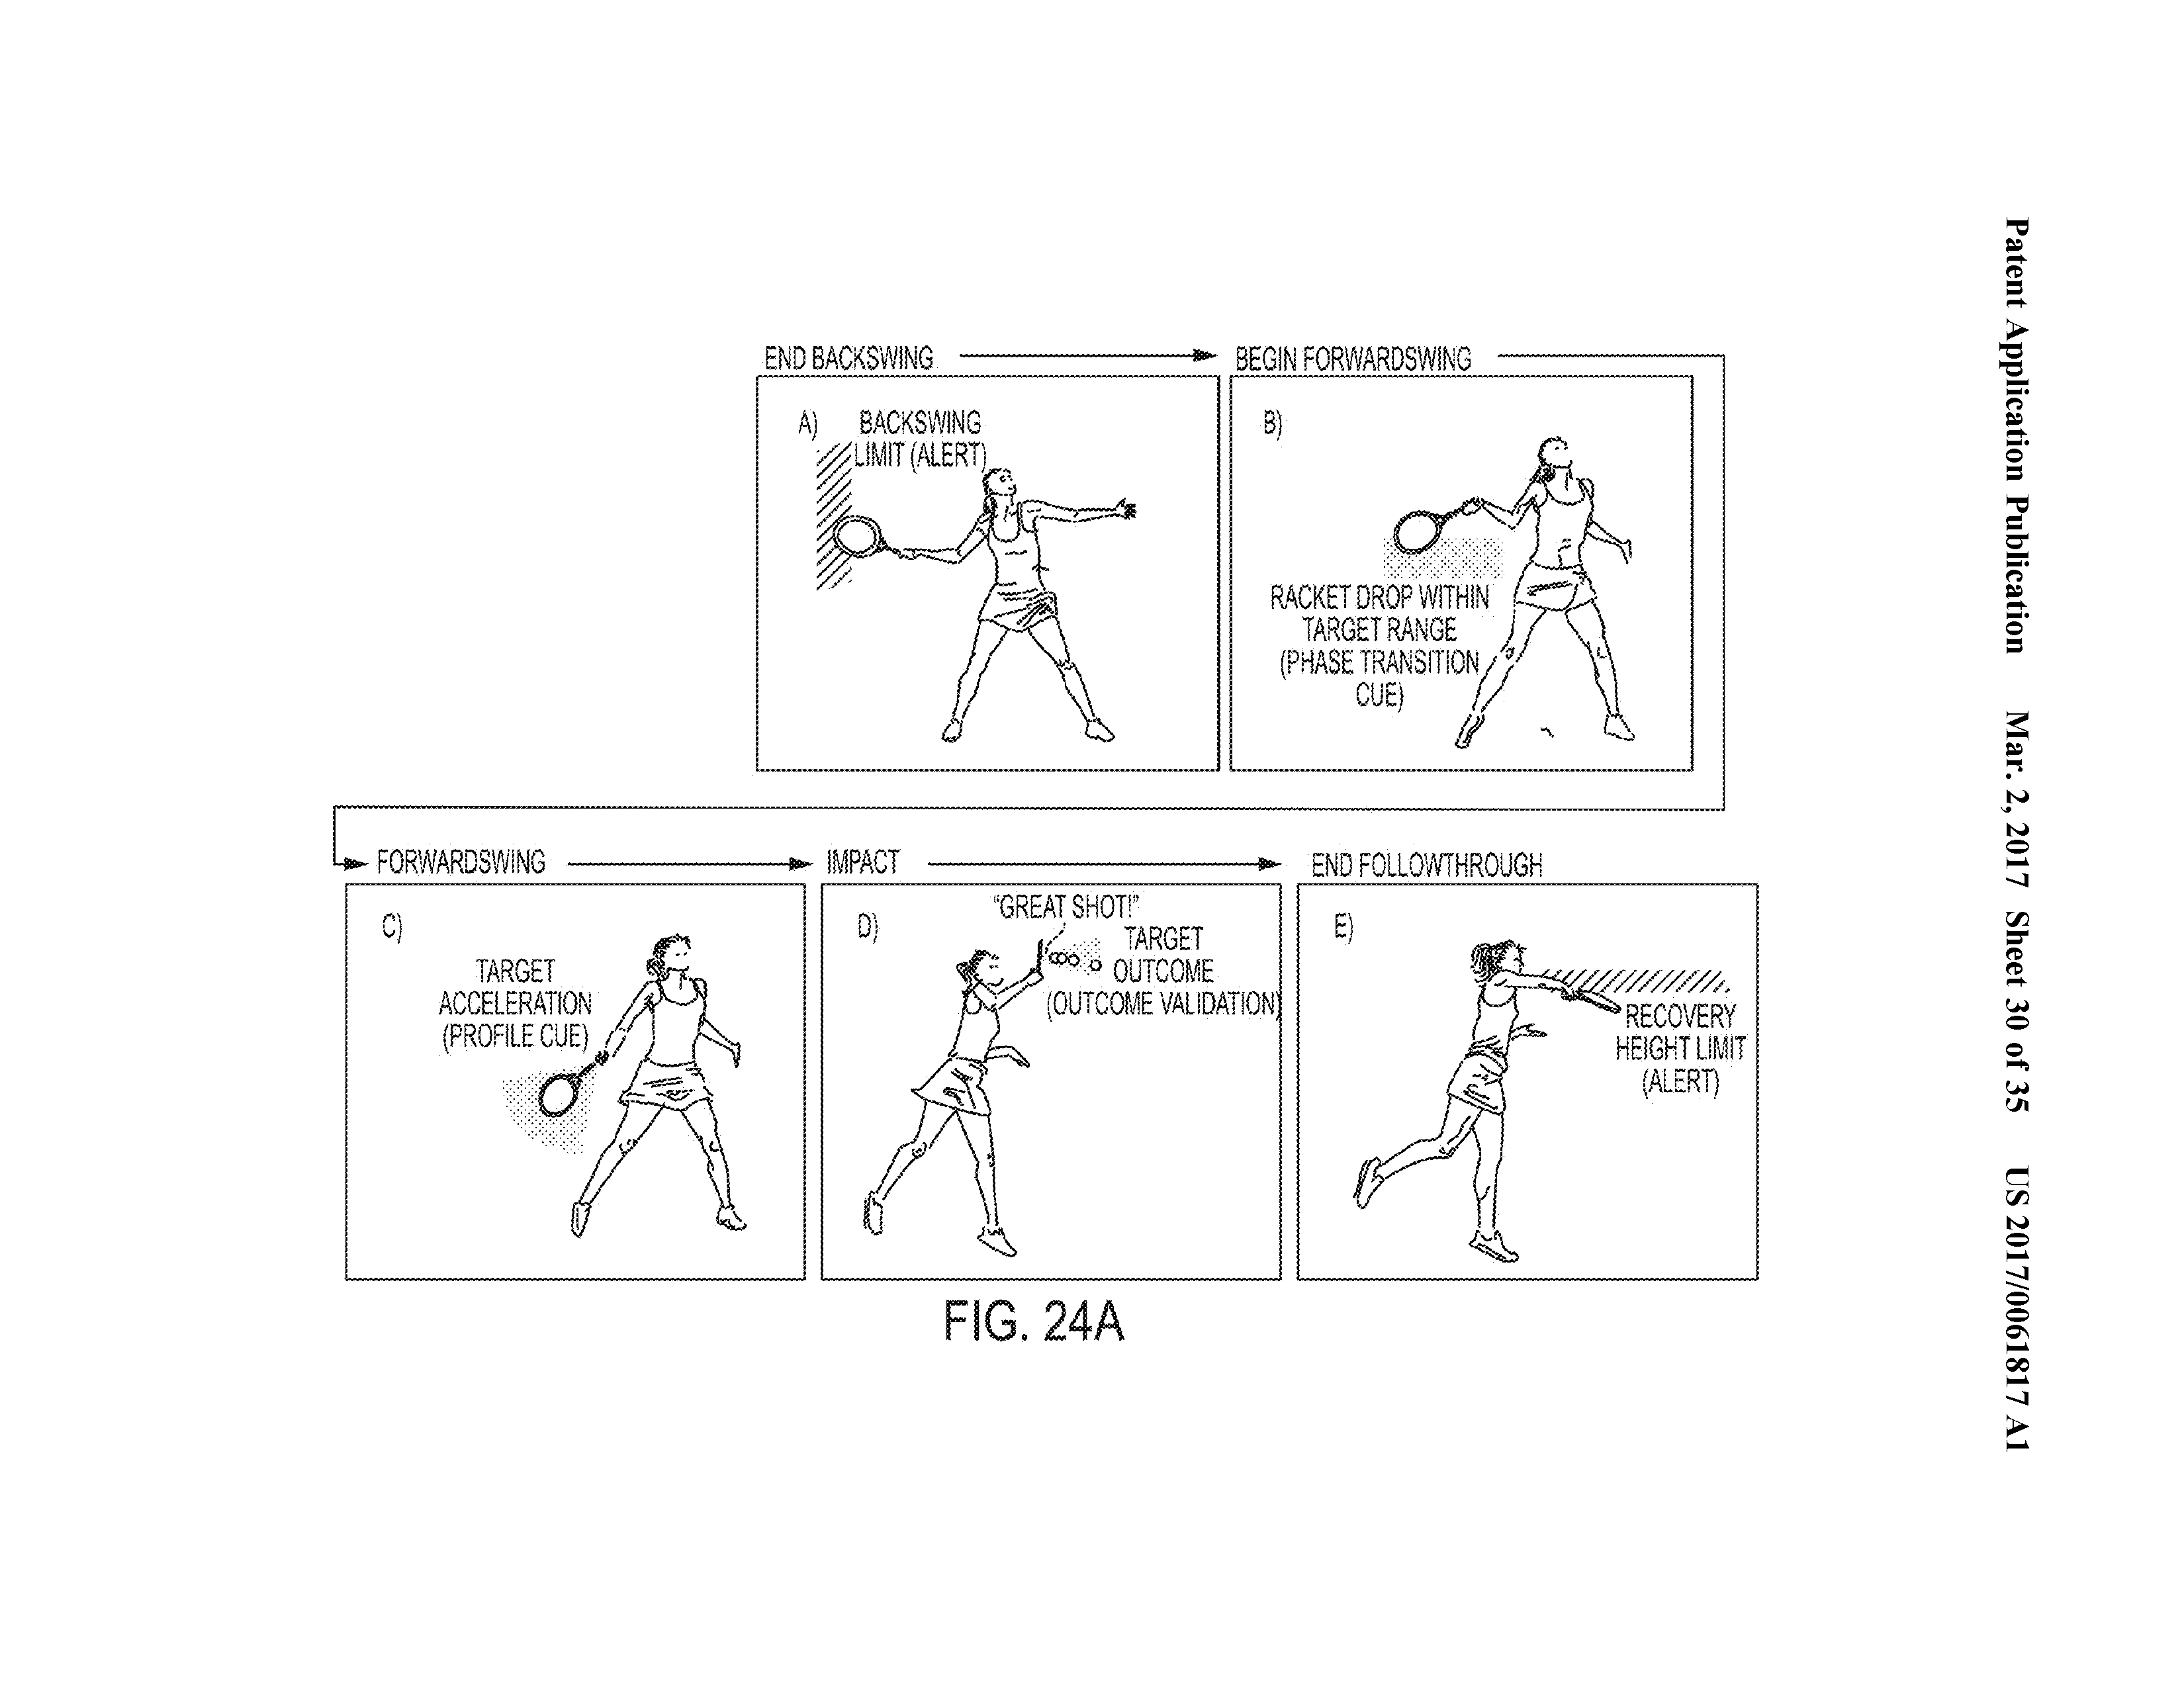 Patent Application Publication    Mar. 2, 2017  Sheet 30 of 35    US 2017/0061817 A1
END BACKSWING
BEGIN FORWARDSWING
A)
BACKSWING
LIMIT (ALERT)
B)
RACKET DROP WITHIN
TARGET RANGE
(PHASE TRANSITION
CUE)
FORWARDSWING
IMPACT
END FOLLOWTHROUGH
C)
TARGET
ACCELERATION
(PROFILE CUE)
D)
"GREAT SHOT!"
TARGET
OUTCOME
(OUTCOME VALIDATION)
E)
RECOVERY
HEIGHT LIMIT
(ALERT)
FIG. 24A